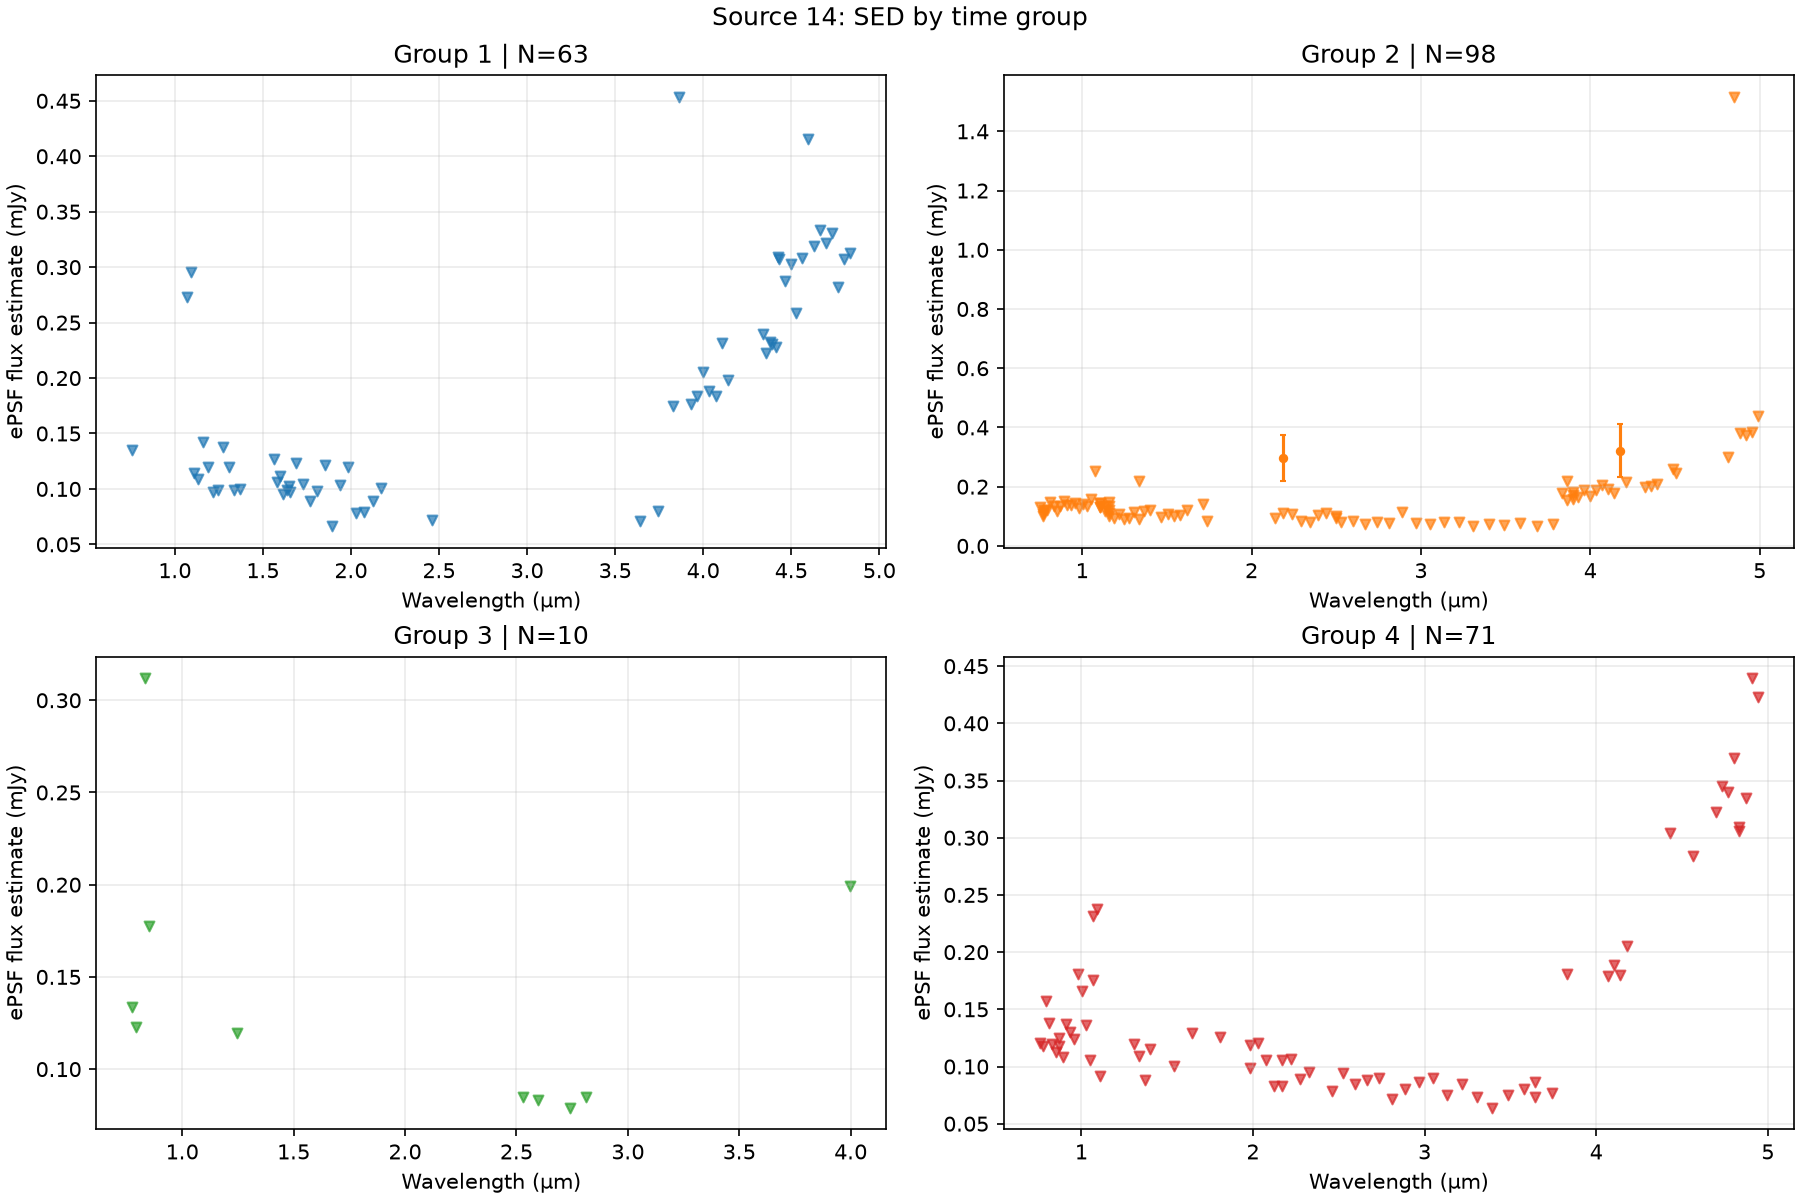 Source 14: SED by time group
Group 1 | N=63
ePSF flux estimate (mJy)
0.45
0.40
0.35
0.30
0.25
0.20
0.15
0.10
0.05
1.0 1.5 2.0 2.5 3.0 3.5 4.0 4.5 5.0
Wavelength (µm)
Group 2 | N=98
ePSF flux estimate (mJy)
1.4
1.2
1.0
0.8
0.6
0.4
0.2
0.0
1 2 3 4 5
Wavelength (µm)
Group 3 | N=10
ePSF flux estimate (mJy)
0.30
0.25
0.20
0.15
0.10
1.0 1.5 2.0 2.5 3.0 3.5 4.0
Wavelength (µm)
Group 4 | N=71
ePSF flux estimate (mJy)
0.45
0.40
0.35
0.30
0.25
0.20
0.15
0.10
0.05
1 2 3 4 5
Wavelength (µm)